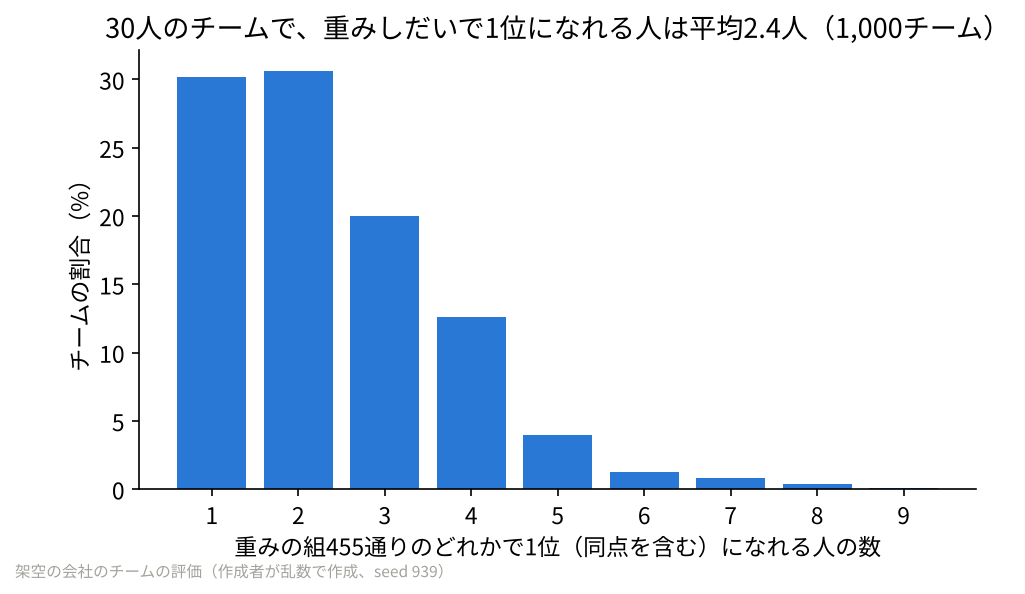 30人のチームで、重みしだいで1位になれる人は平均2.4人（1,000チーム）
チームの割合（%）
30
25
20
15
10
5
0
1 2 3 4 5 6 7 8 9
重みの組455通りのどれかで1位（同点を含む）になれる人の数
架空の会社のチームの評価（作成者が乱数で作成、seed 939）